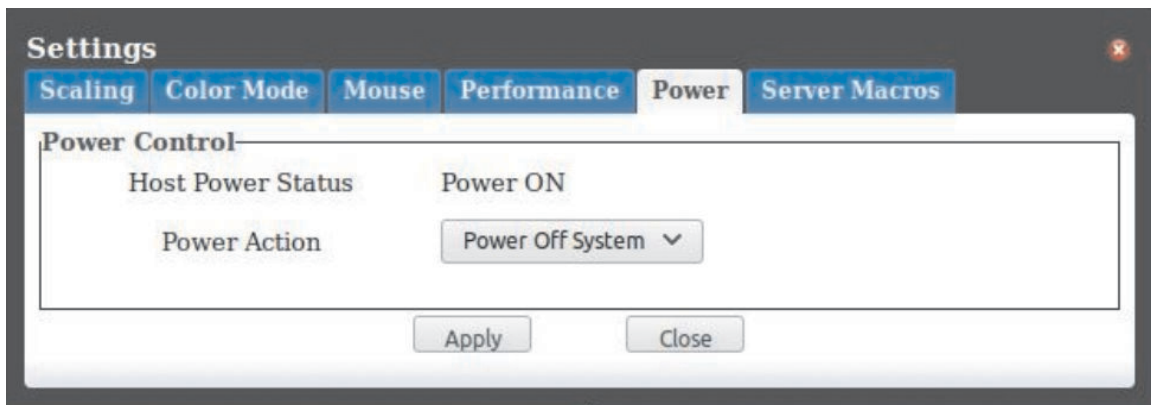 Settings
Scaling Color Mode Mouse Performance Power Server Macros
Power Control
Host Power Status Power ON
Power Action Power Off System
Apply Close